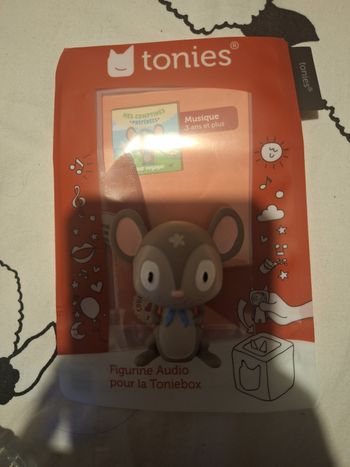 tonies®
tonies®
MES COMPTINES
PRÉFÉRÉES
Musique
3 ans et plus
Figurine Audio
pour la Toniebox